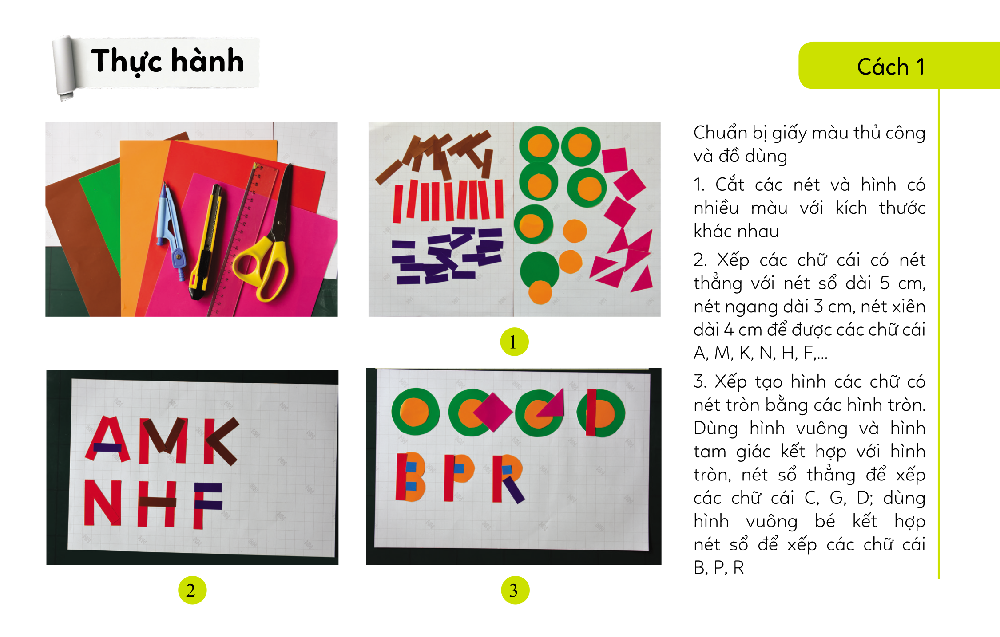 Thực hành
Cách 1
Chuẩn bị giấy màu thủ công
và đồ dùng
1. Cắt các nét và hình có
nhiều màu với kích thước
khác nhau
2. Xếp các chữ cái có nét
thẳng với nét sổ dài 5 cm,
nét ngang dài 3 cm, nét xiên
dài 4 cm để được các chữ cái
A, M, K, N, H, F,...
3. Xếp tạo hình các chữ có
nét tròn bằng các hình tròn.
Dùng hình vuông và hình
tam giác kết hợp với hình
tròn, nét sổ thẳng để xếp
các chữ cái C, G, D; dùng
hình vuông bé kết hợp
nét sổ để xếp các chữ cái
B, P, R
1
AMK
NHF
2
OCGD
BPR
3